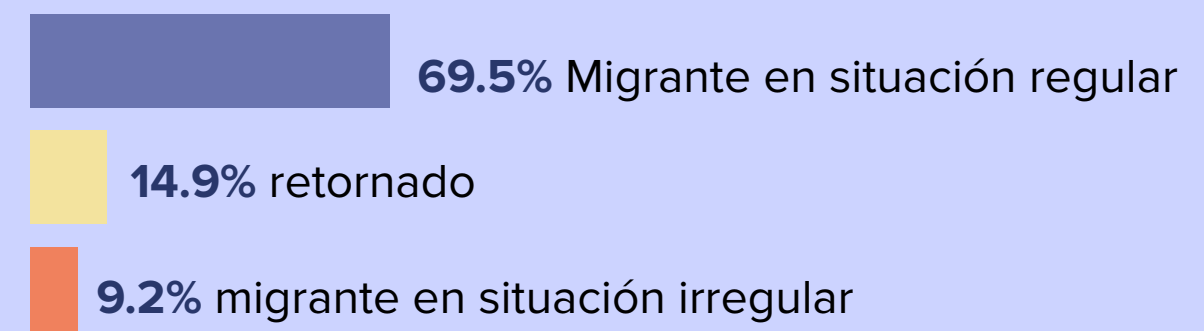 69.5% Migrante en situación regular
14.9% retornado
9.2% migrante en situación irregular